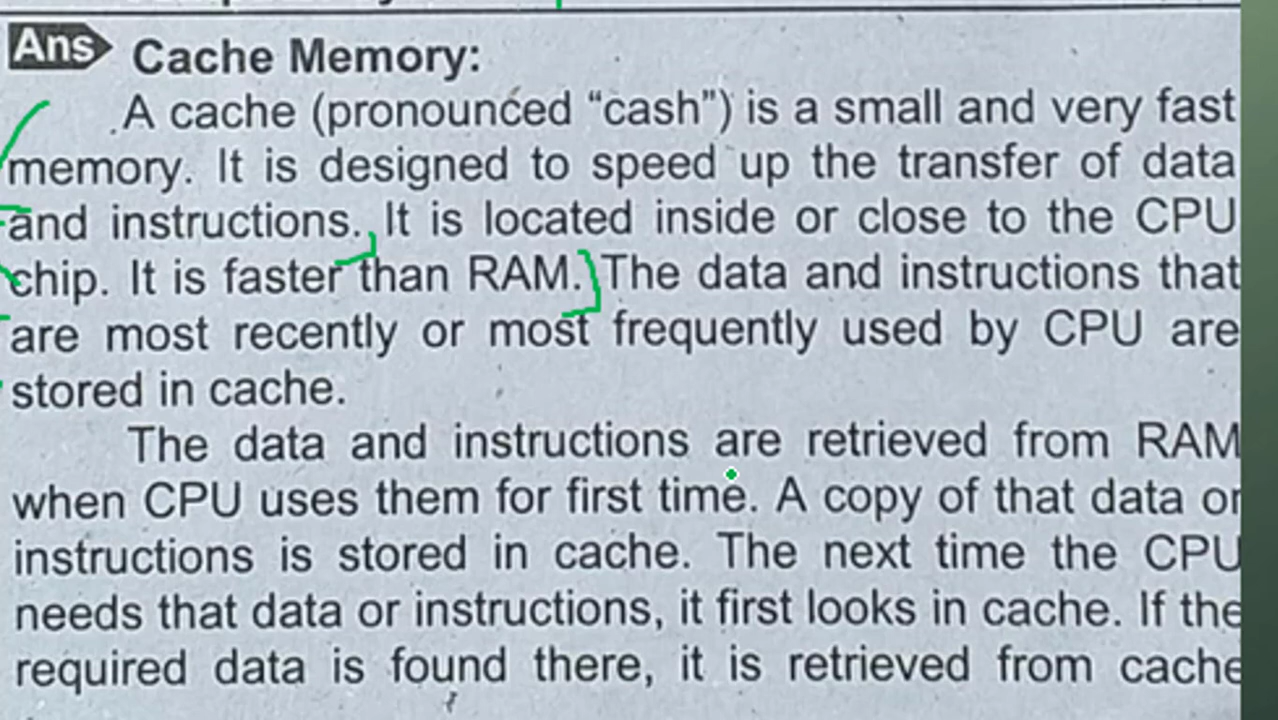 Ans Cache Memory:
A cache (pronounced “cash”) is a small and very fast
memory. It is designed to speed up the transfer of data
and instructions. It is located inside or close to the CPU
chip. It is faster than RAM. The data and instructions that
are most recently or most frequently used by CPU are
stored in cache.
The data and instructions are retrieved from RAM
when CPU uses them for first time. A copy of that data or
instructions is stored in cache. The next time the CPU
needs that data or instructions, it first looks in cache. If the
required data is found there, it is retrieved from cache